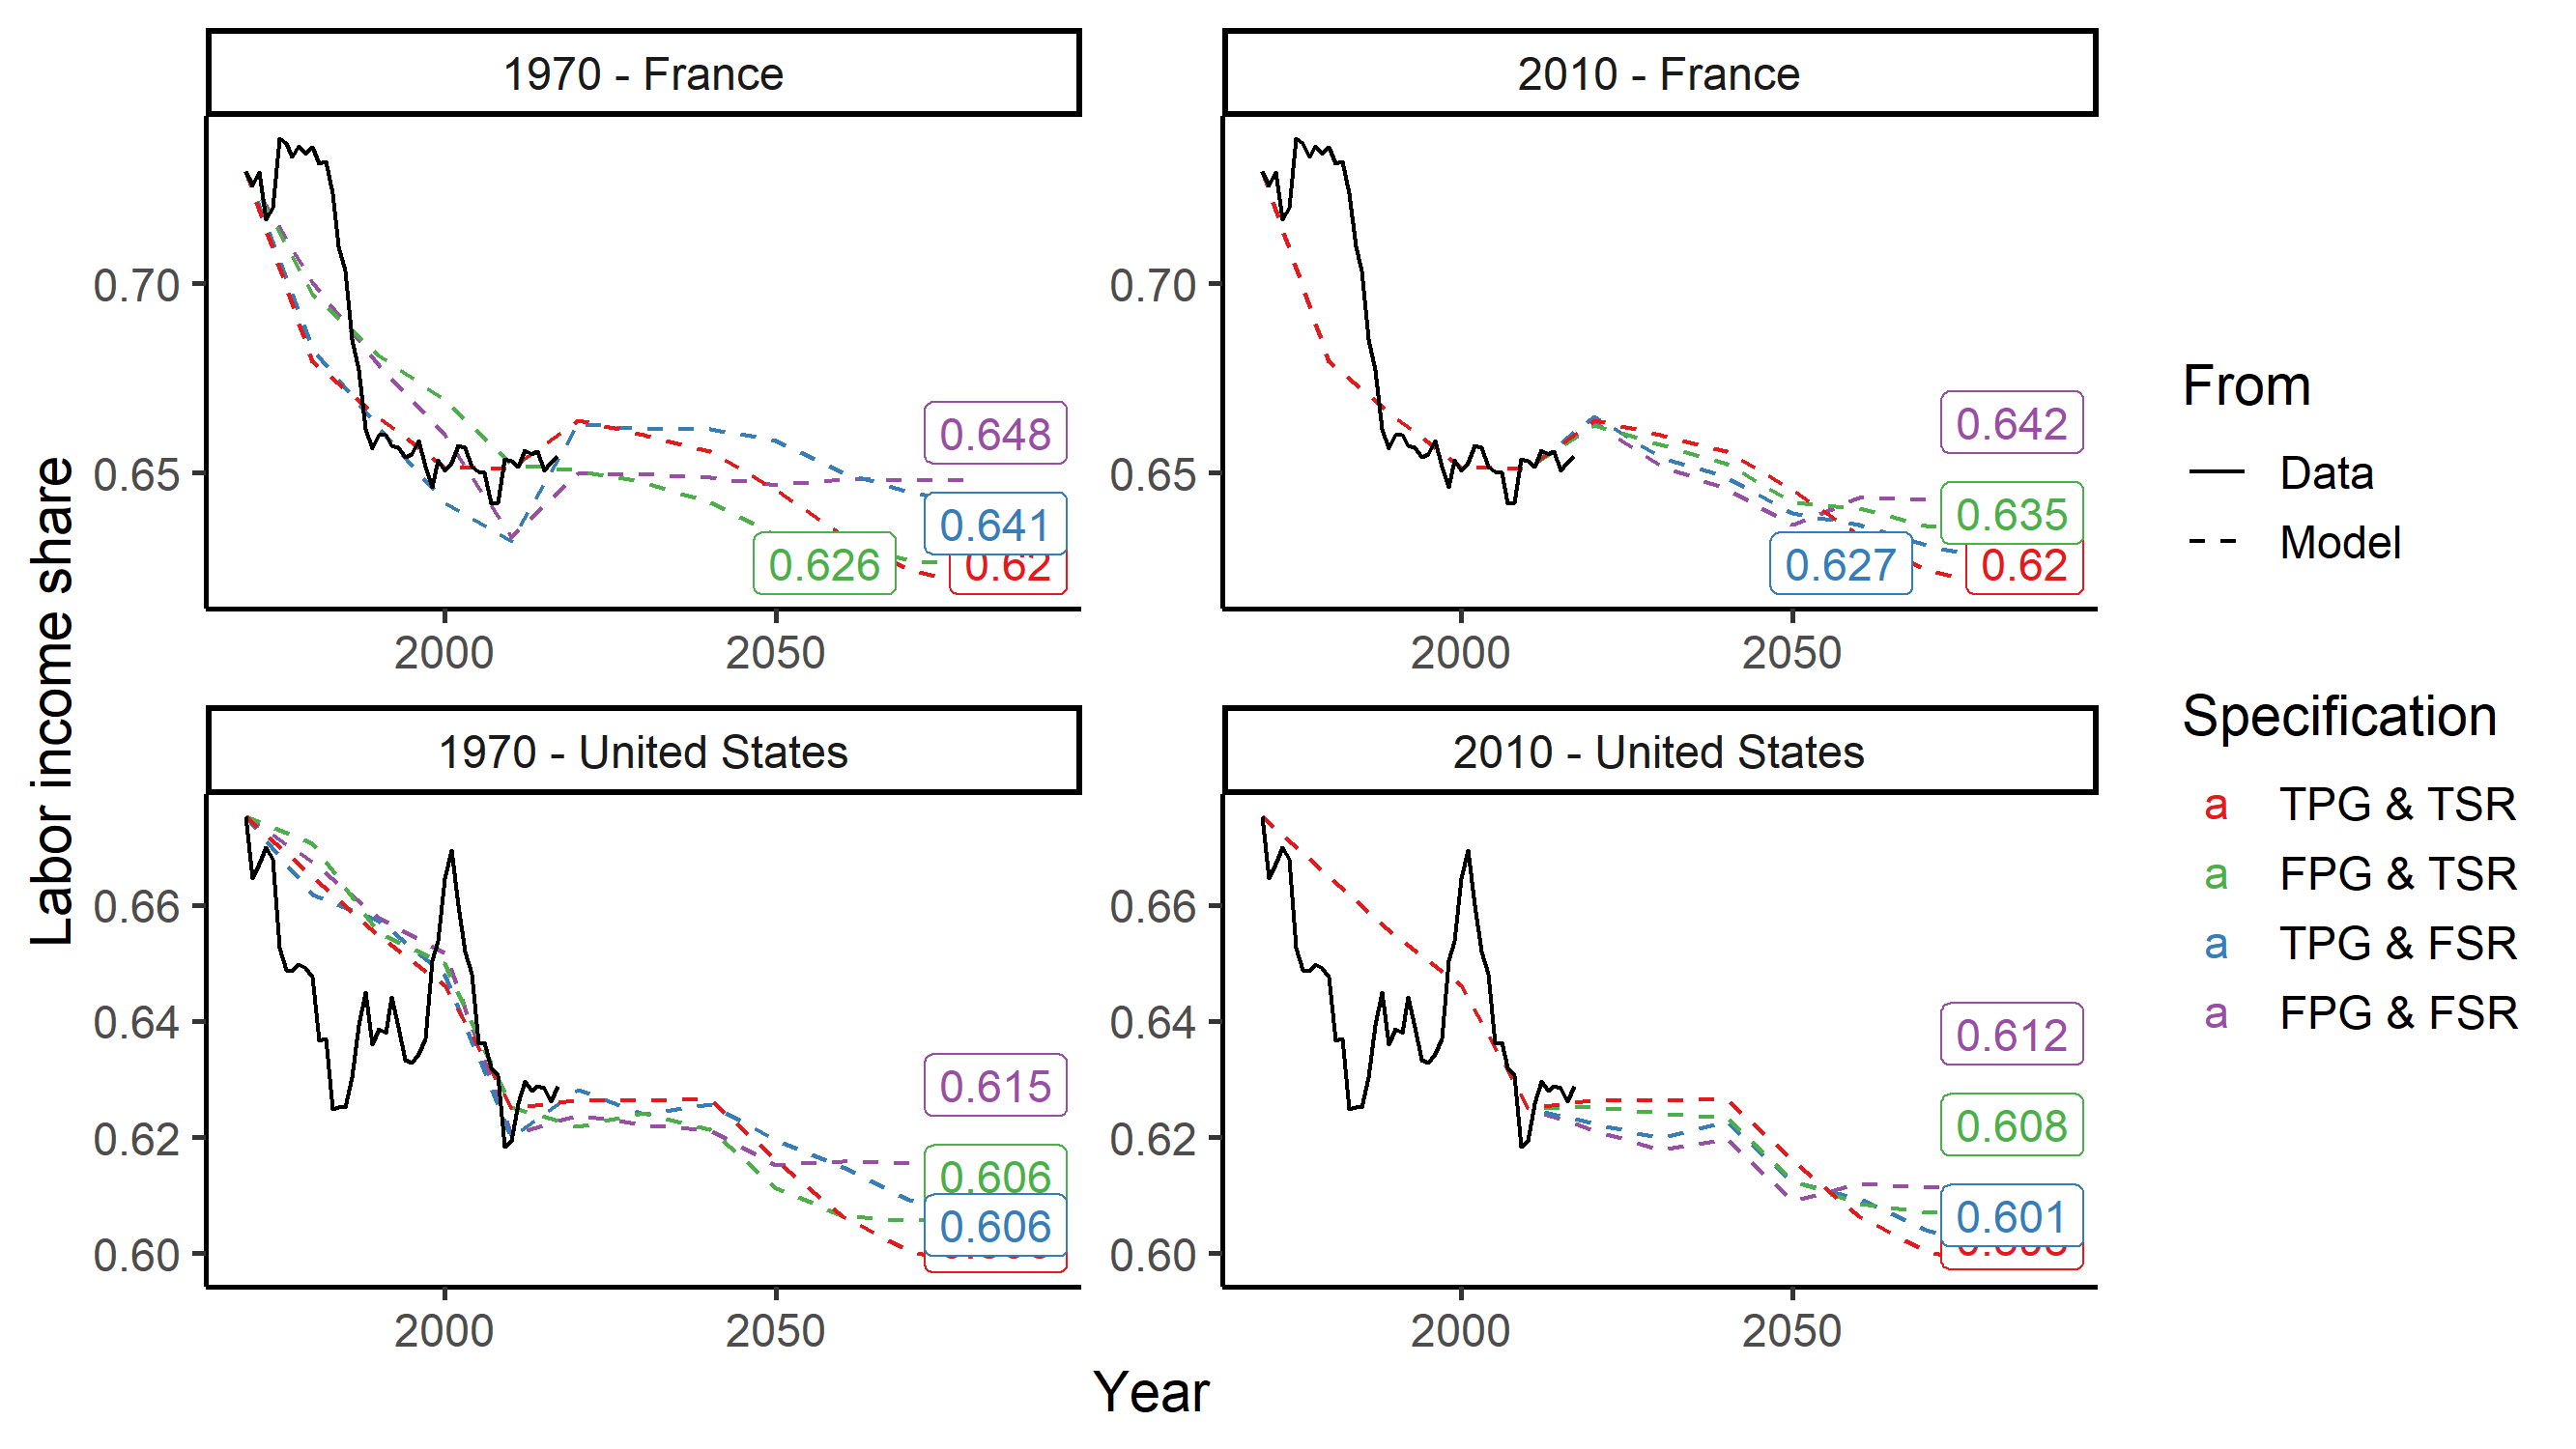 1970 - France
2010 - France
0.70
0.65
0.648
0.641
0.626
0.62
2000
2050
0.70
0.65
0.642
0.635
0.627
0.62
2000
2050
1970 - United States
2010 - United States
0.66
0.64
0.62
0.60
0.615
0.606
0.606
2000
2050
0.66
0.64
0.62
0.60
0.612
0.608
0.601
2000
2050
Labor income share
Year
From
Data
Model
Specification
a TPG & TSR
a FPG & TSR
a TPG & FSR
a FPG & FSR